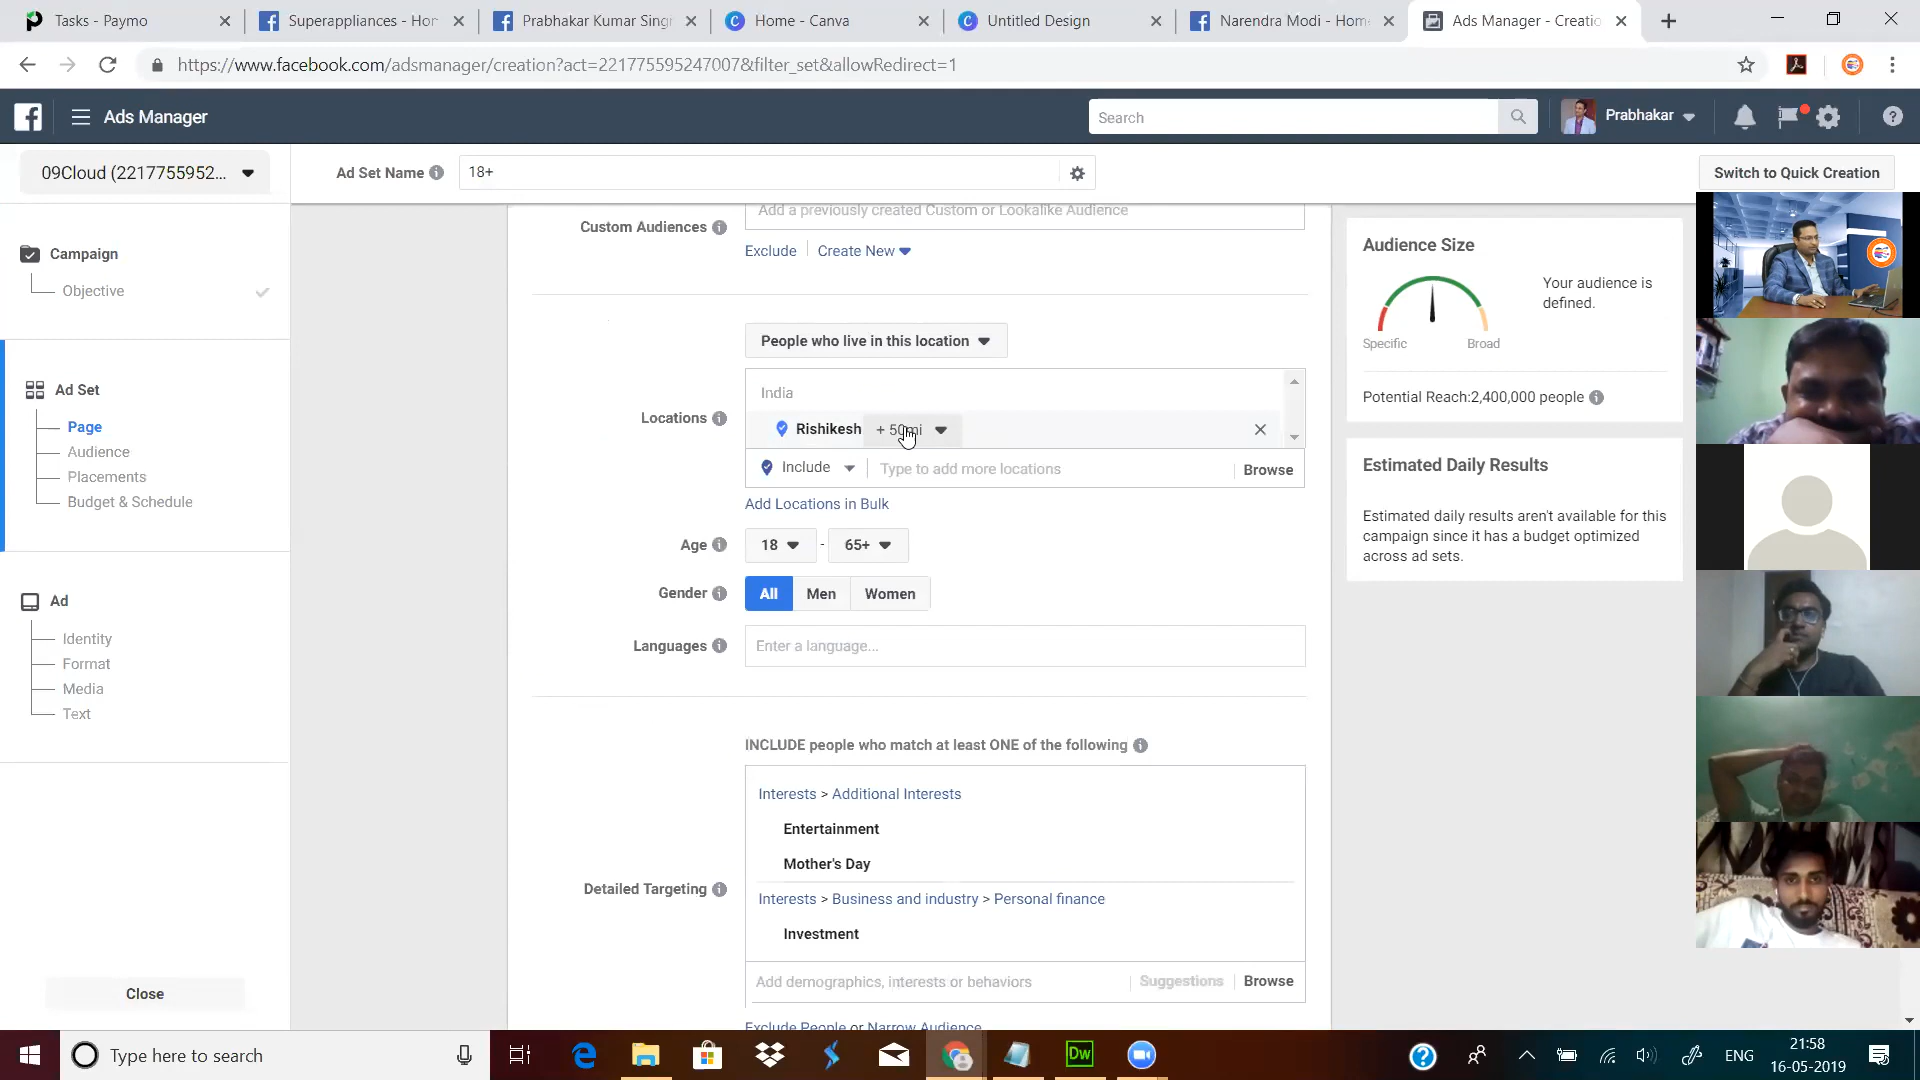 Tasks - Paymo
Superappliances - Hor
Prabhakar Kumar Sing
Home - Canva
Untitled Design
Narendra Modi - Hom
Ads Manager - Creatio
https://www.facebook.com/adsmanager/creation?act=221775595247007&filter_set&allowRedirect=1
Ads Manager
Search
Prabhakar
09Cloud (2217755952...
Ad Set Name
18+
Switch to Quick Creation
Campaign
Objective
Ad Set
Page
Audience
Placements
Budget & Schedule
Ad
Identity
Format
Media
Text
Close
Custom Audiences
Add a previously created Custom or Lookalike Audience
Exclude
Create New
Locations
People who live in this location
India
Rishikesh + 50mi
Include
Type to add more locations
Browse
Add Locations in Bulk
Age
18 - 65+
Gender
All Men Women
Languages
Enter a language...
INCLUDE people who match at least ONE of the following
Detailed Targeting
Interests > Additional Interests
Entertainment
Mother's Day
Interests > Business and industry > Personal finance
Investment
Add demographics, interests or behaviors
Suggestions
Browse
Exclude People or Narrow Audience
Audience Size
Specific
Broad
Your audience is
defined.
Potential Reach:2,400,000 people
Estimated Daily Results
Estimated daily results aren't available for this
campaign since it has a budget optimized
across ad sets.
Type here to search
Dw
ENG
21:58
16-05-2019